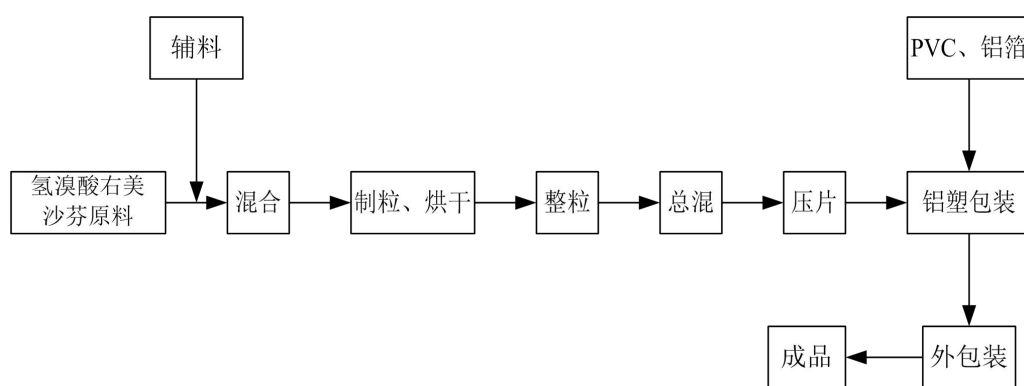 辅料
PVC、铝箔
氢溴酸右美
沙芬原料
混合
制粒、烘干
整粒
总混
压片
铝塑包装
成品
外包装